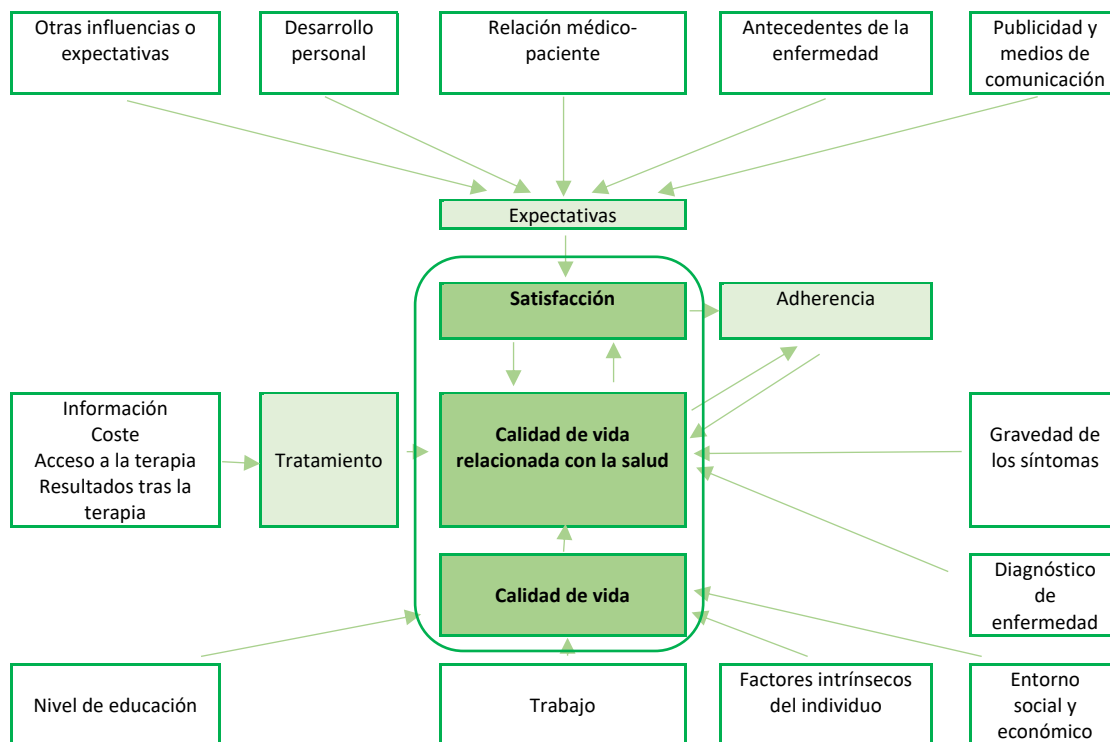 Otras influencias o
expectativas
Desarrollo
personal
Relación médico-
paciente
Antecedentes de la
enfermedad
Publicidad y
medios de
comunicación
Expectativas
Satisfacción
Adherencia
Información
Coste
Acceso a la terapia
Resultados tras la
terapia
Tratamiento
Calidad de vida
relacionada con la salud
Gravedad de
los síntomas
Calidad de vida
Diagnóstico
de
enfermedad
Nivel de educación
Trabajo
Factores intrínsecos
del individuo
Entorno
social y
económico